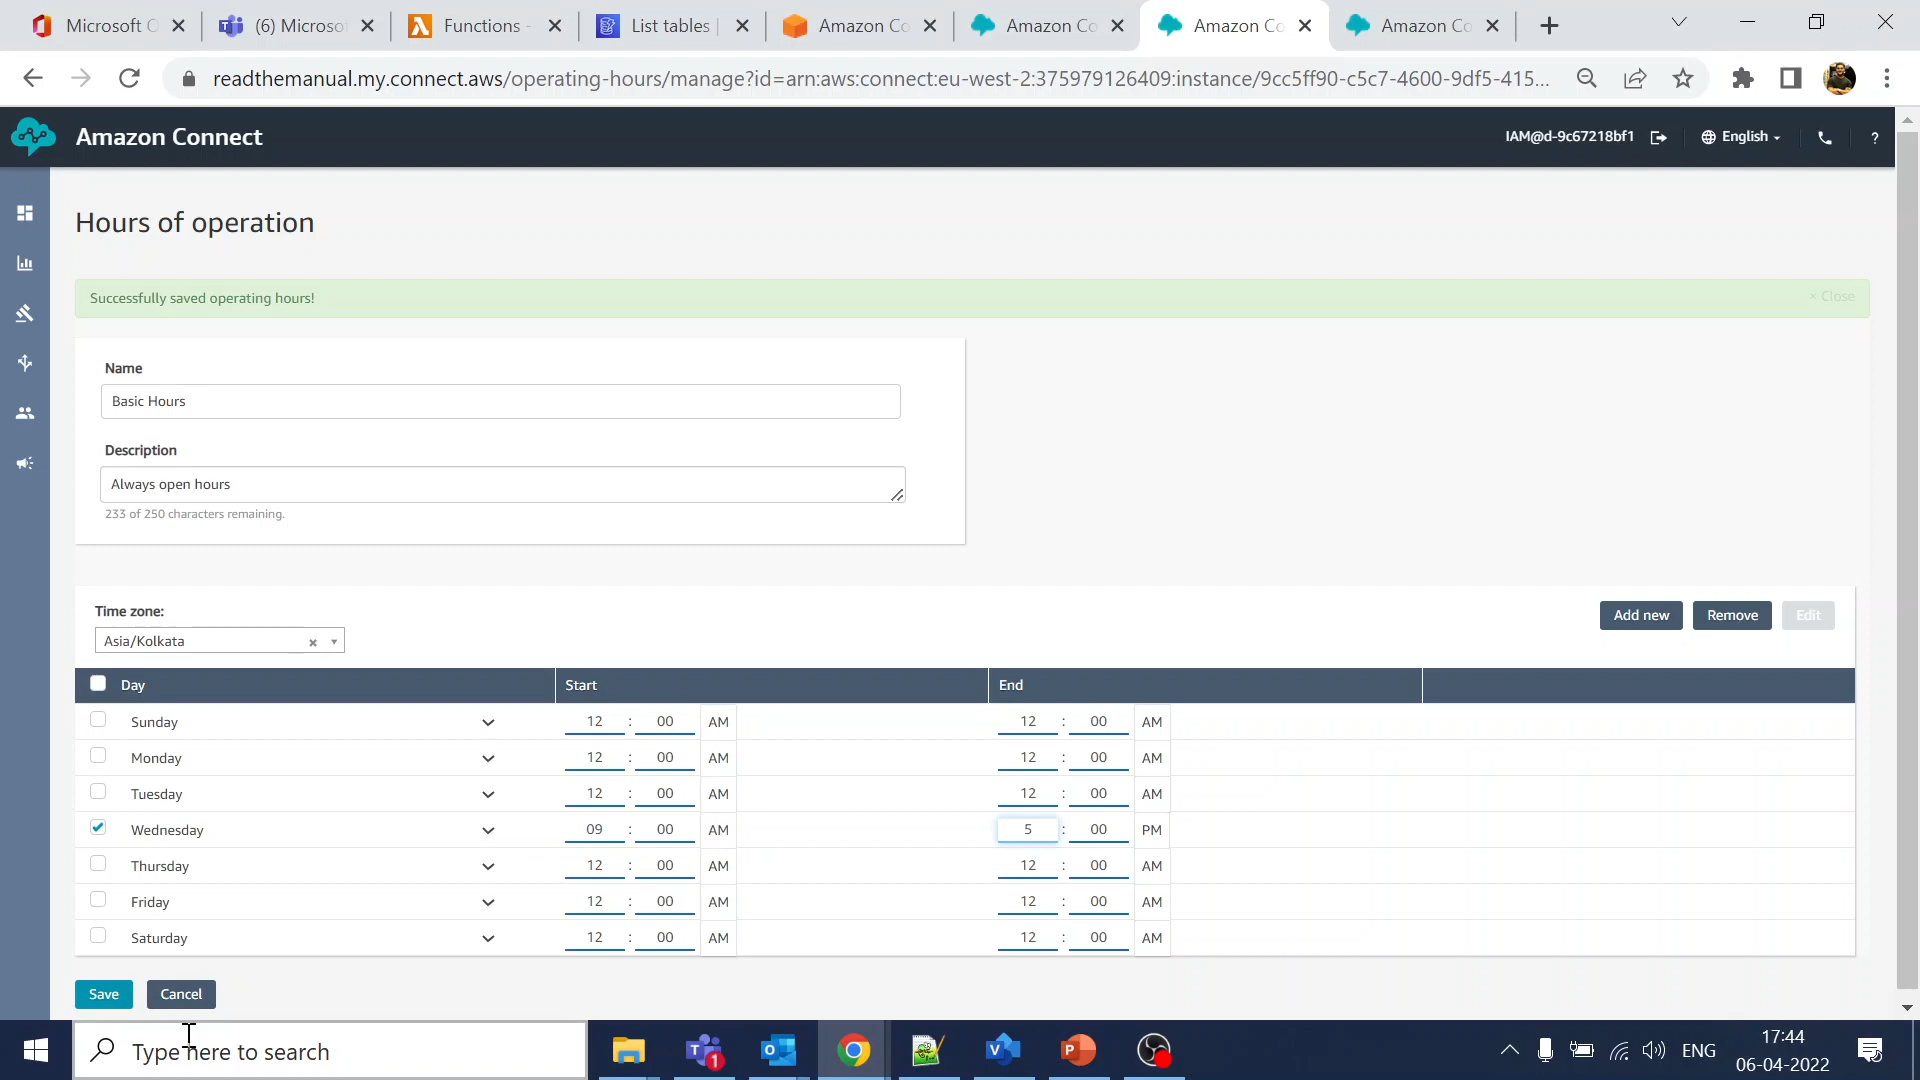 Microsoft O
(6) Microsof
Functions -
List tables |
Amazon Co
Amazon Co
Amazon Co
Amazon Co
readthemanual.my.connect.aws/operating-hours/manage?id=arn:aws:connect:eu-west-2:375979126409:instance/9cc5ff90-c5c7-4600-9df5-415...
Amazon Connect
IAM@d-9c67218bf1
English
?
Hours of operation
Successfully saved operating hours!
× Close
Name
Basic Hours
Description
Always open hours
233 of 250 characters remaining.
Time zone:
Asia/Kolkata
Add new Remove Edit
Day Start End
Sunday 12 : 00 AM 12 : 00 AM
Monday 12 : 00 AM 12 : 00 AM
Tuesday 12 : 00 AM 12 : 00 AM
Wednesday 09 : 00 AM 5 : 00 PM
Thursday 12 : 00 AM 12 : 00 AM
Friday 12 : 00 AM 12 : 00 AM
Saturday 12 : 00 AM 12 : 00 AM
Save Cancel
Type here to search
1
ENG
17:44
06-04-2022